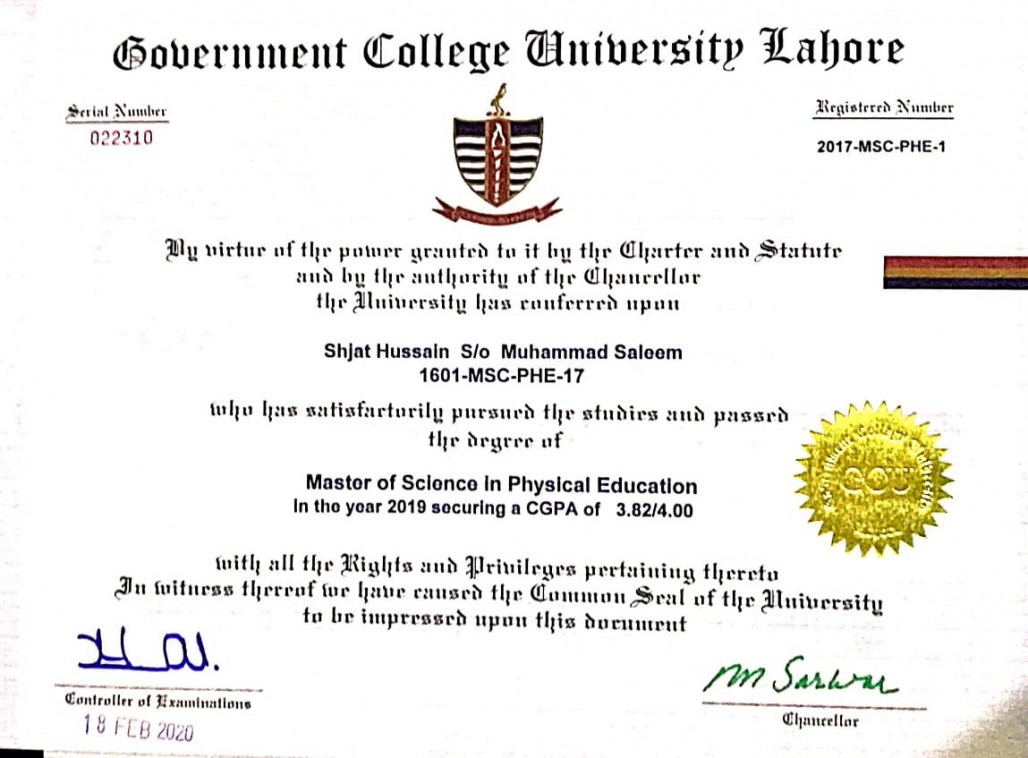 Government College University Lahore
Serial Number
022310
Registered Number
2017-MSC-PHE-1
By virtue of the power granted to it by the Charter and Statute
and by the authority of the Chancellor
the University has conferred upon
Shjat Hussain S/o Muhammad Saleem
1601-MSC-PHE-17
who has satisfactorily pursued the studies and passed
the degree of
Master of Science in Physical Education
in the year 2019 securing a CGPA of 3.82/4.00
GCU
with all the Rights and Privileges pertaining thereto
In witness thereof we have caused the Common Seal of the University
to be impressed upon this document
Controller of Examinations
18 FEB 2020
M Sarwar
Chancellor